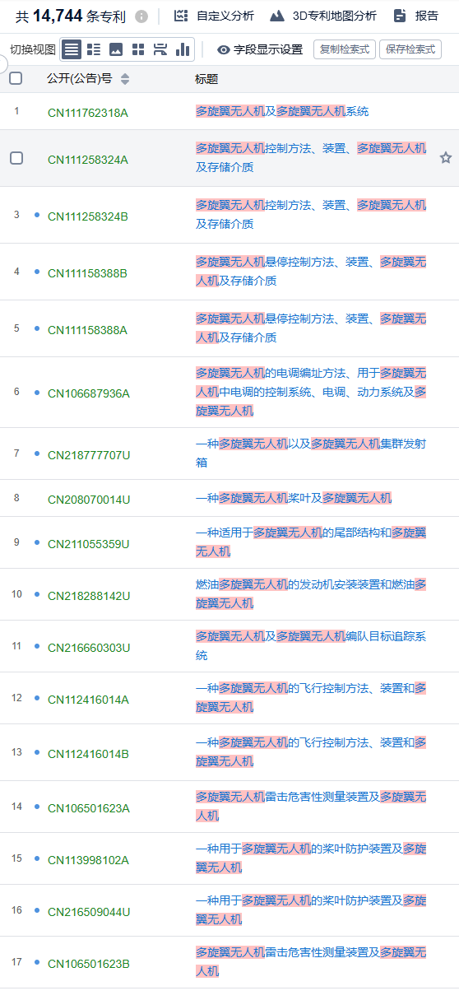 共 14,744 条专利 自定义分析 3D专利地图分析 报告
切换视图 字段显示设置 复制检索式 保存检索式
公开(公告)号 标题
1 CN111762318A 多旋翼无人机及多旋翼无人机系统
CN111258324A 多旋翼无人机控制方法、装置、多旋翼无人机
及存储介质
3 CN111258324B 多旋翼无人机控制方法、装置、多旋翼无人机
及存储介质
4 CN111158388B 多旋翼无人机悬停控制方法、装置、多旋翼无
人机及存储介质
5 CN111158388A 多旋翼无人机悬停控制方法、装置、多旋翼无
人机及存储介质
6 CN106687936A 多旋翼无人机的电调编址方法、用于多旋翼无
人机中电调的控制系统、电调、动力系统及多
旋翼无人机
7 CN218777707U 一种多旋翼无人机以及多旋翼无人机集群发射
箱
8 CN208070014U 一种多旋翼无人机桨叶及多旋翼无人机
9 CN211055359U 一种适用于多旋翼无人机的尾部结构和多旋翼
无人机
10 CN218288142U 燃油多旋翼无人机的发动机安装装置和燃油多
旋翼无人机
11 CN216660303U 多旋翼无人机及多旋翼无人机编队目标追踪系
统
12 CN112416014A 一种多旋翼无人机的飞行控制方法、装置和多
旋翼无人机
13 CN112416014B 一种多旋翼无人机的飞行控制方法、装置和多
旋翼无人机
14 CN106501623A 多旋翼无人机雷击危害性测量装置及多旋翼无
人机
15 CN113998102A 一种用于多旋翼无人机的桨叶防护装置及多旋
翼无人机
16 CN216509044U 一种用于多旋翼无人机的桨叶防护装置及多旋
翼无人机
17 CN106501623B 多旋翼无人机雷击危害性测量装置及多旋翼无
人机